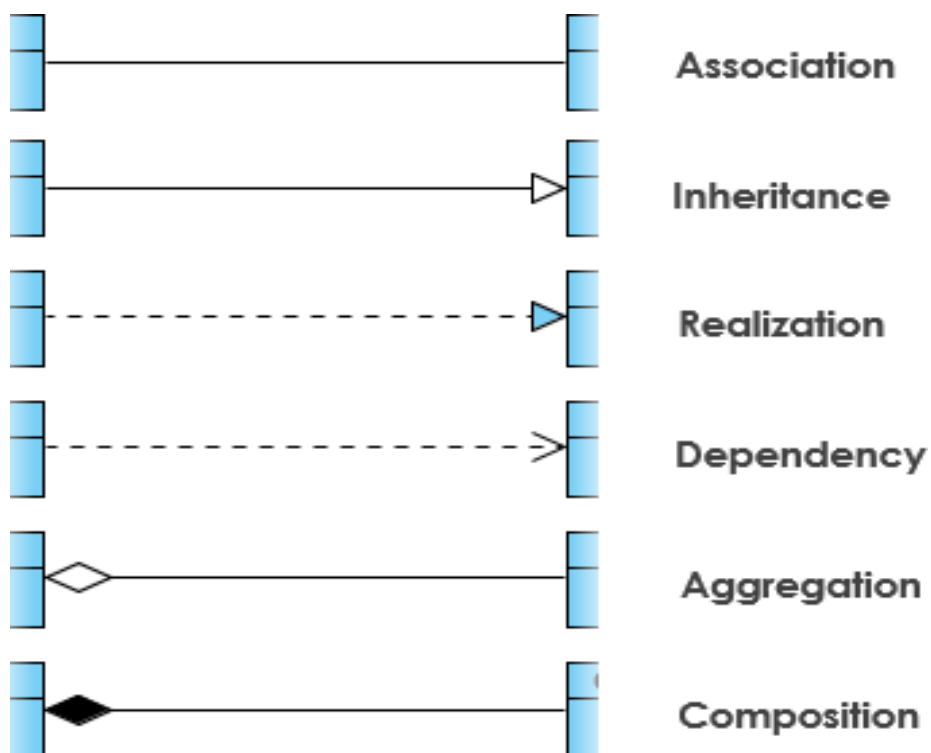 Association
Inheritance
Realization
Dependency
Aggregation
Composition